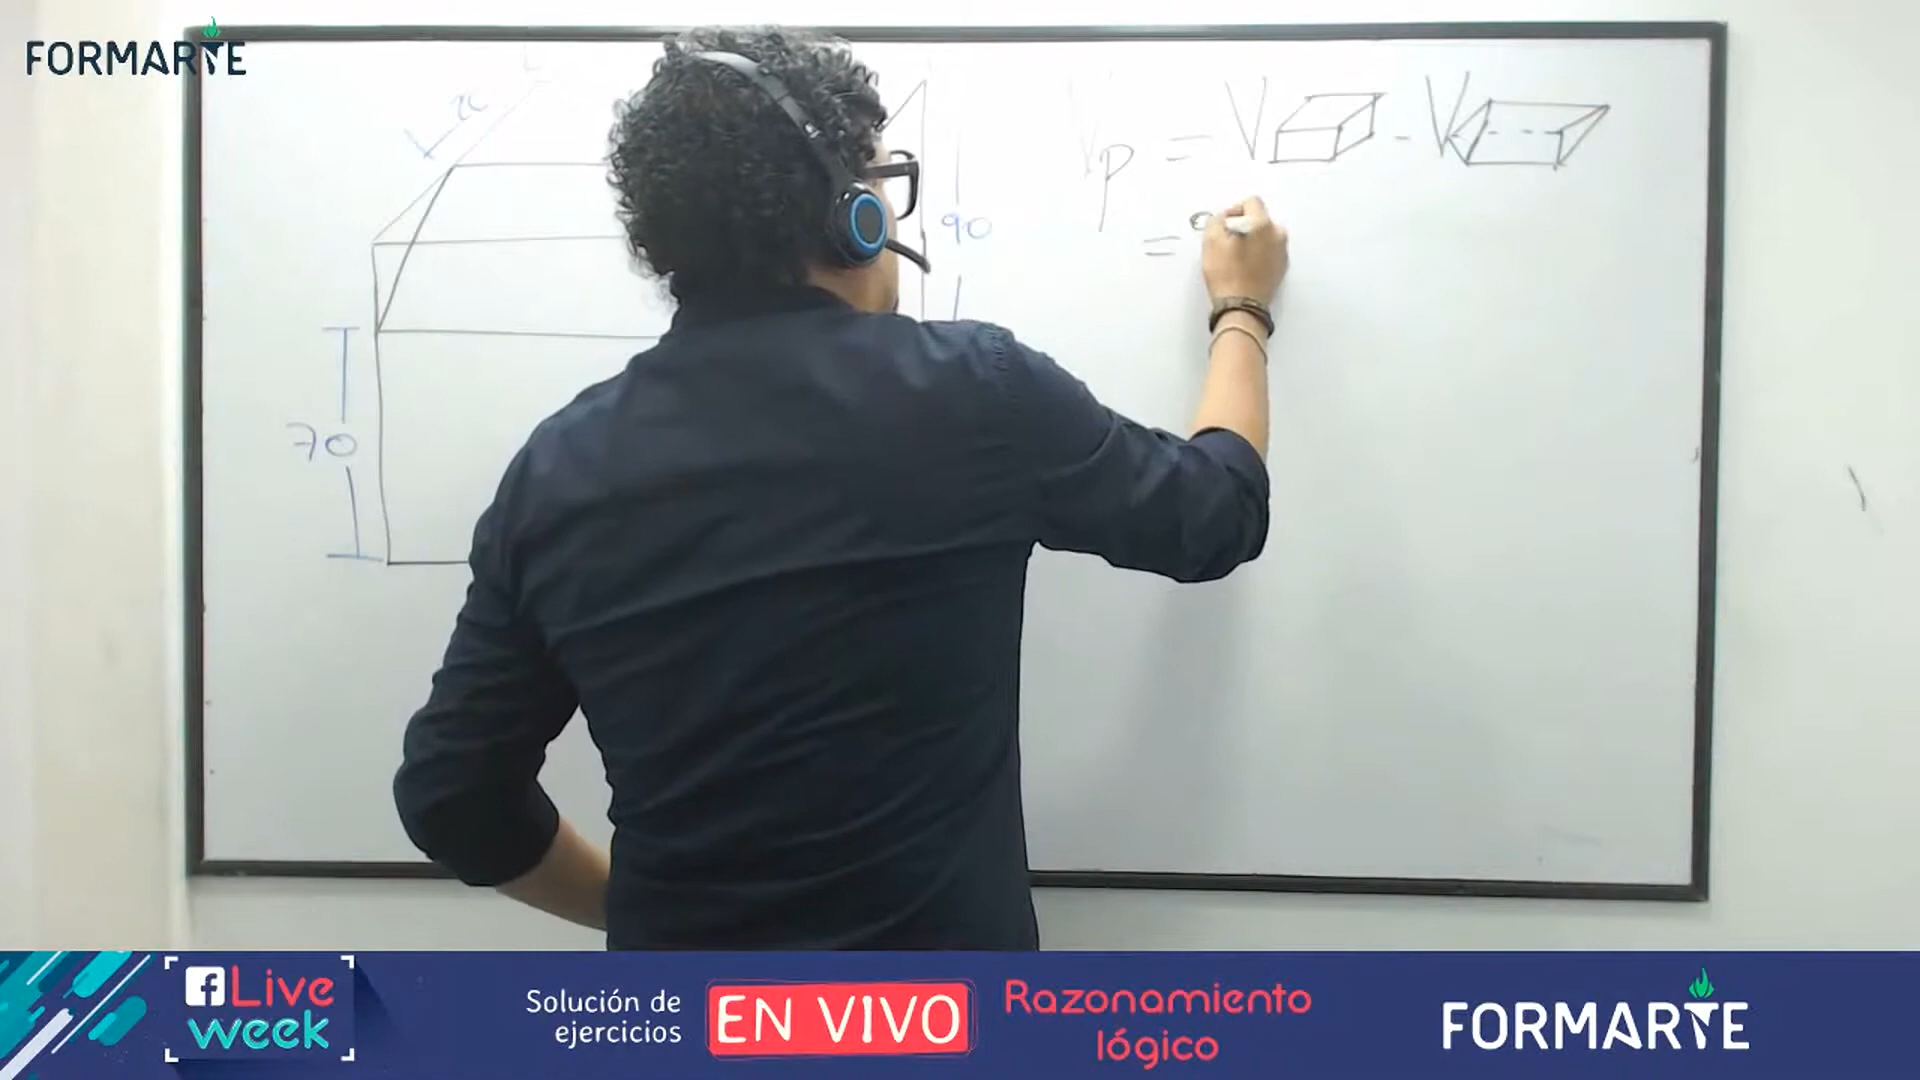 FORMARTE
x
90
70
Vp = V - V
=
Live
week
Solución de
ejercicios
EN VIVO
Razonamiento
lógico
FORMARTE